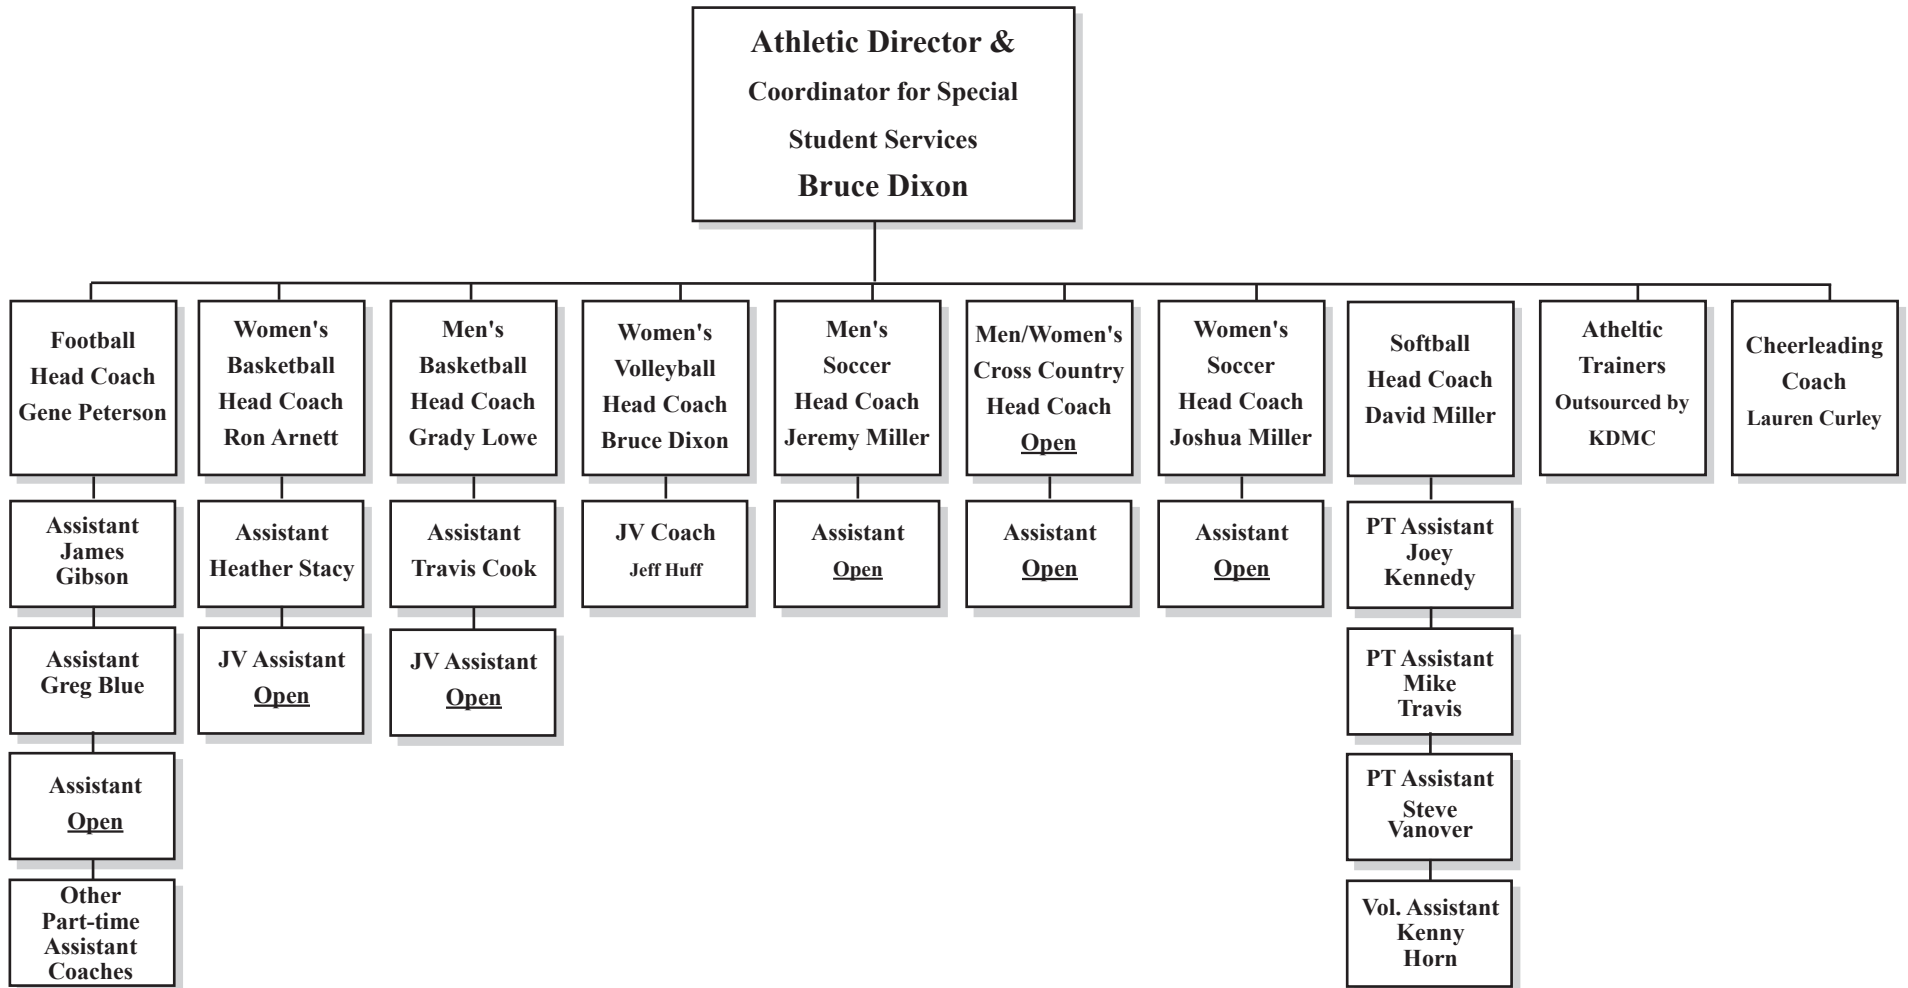 Athletic Director &
Coordinator for Special
Student Services
Bruce Dixon
Football
Head Coach
Gene Peterson
Women's
Basketball
Head Coach
Ron Arnett
Men's
Basketball
Head Coach
Grady Lowe
Women's
Volleyball
Head Coach
Bruce Dixon
Men's
Soccer
Head Coach
Jeremy Miller
Men/Women's
Cross Country
Head Coach
Open
Women's
Soccer
Head Coach
Joshua Miller
Softball
Head Coach
David Miller
Atheltic
Trainers
Outsourced by
KDMC
Cheerleading
Coach
Lauren Curley
Assistant
James
Gibson
Assistant
Heather Stacy
Assistant
Travis Cook
JV Coach
Jeff Huff
Assistant
Open
Assistant
Open
Assistant
Open
PT Assistant
Joey
Kennedy
Assistant
Greg Blue
JV Assistant
Open
JV Assistant
Open
PT Assistant
Mike
Travis
Assistant
Open
PT Assistant
Steve
Vanover
Other
Part-time
Assistant
Coaches
Vol. Assistant
Kenny
Horn